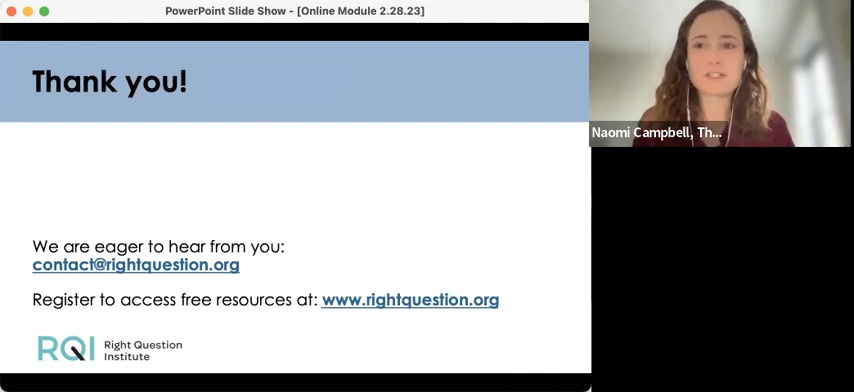 PowerPoint Slide Show - [Online Module 2.28.23]
Thank you!
Naomi Campbell, Th...
We are eager to hear from you:
contact@rightquestion.org
Register to access free resources at: www.rightquestion.org
RQI Right Question
Institute